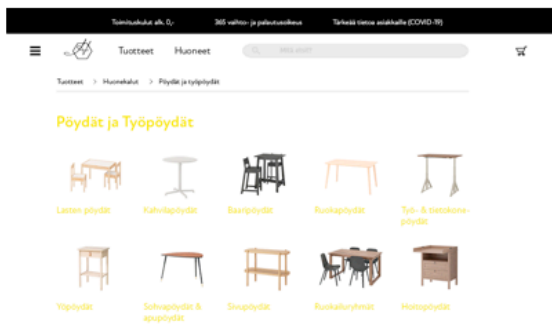 Toimituskulut alk. 0,- 365 vaihto- ja palautusoikeus Tärkeää tietoa asiakkaille (COVID-19)
Tuotteet Huoneet
Tuotteet > Huonekalut > Pöydät ja työpöydät
Pöydät ja Työpöydät
Lasten pöydät Kahvilapöydät Baaripöydät Ruokapöydät Työ- & tietokone-
pöydät
Yöpöydät Sohvapöydät & Sivupöydät Ruokailuryhmät Hoitopöydät
apupöydät